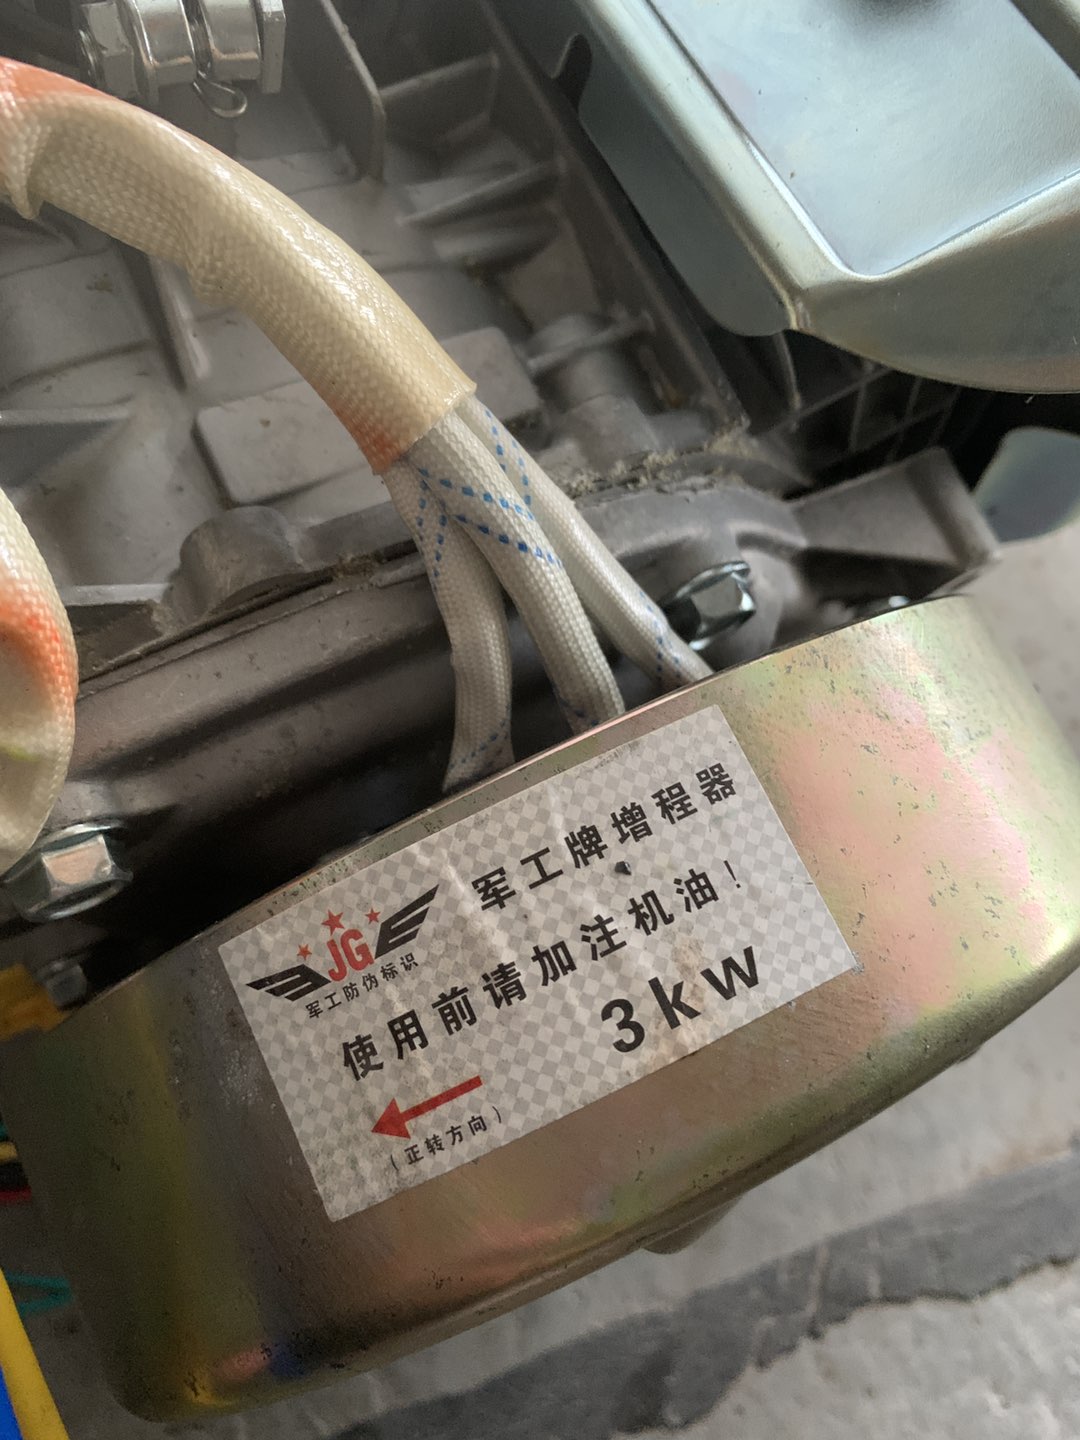 军工牌增程器
JG
军工防伪标识
使用前请加注机油！
3kw
（正转方向）